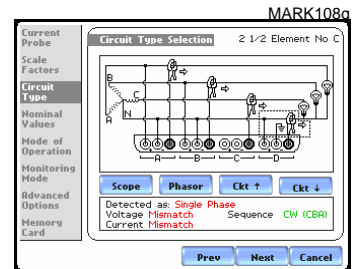 MARK108g
Current Probe
Scale Factors
Circuit Type
Nominal Values
Mode of Operation
Monitoring Mode
Advanced Options
Memory Card
Circuit Type Selection
2 1/2 Element No C
B
C
A
N
A B C D
Scope Phasor Ckt ↑ Ckt ↓
Detected as: Single Phase
Voltage Mismatch Sequence CW (CBA)
Current Mismatch
Prev Next Cancel